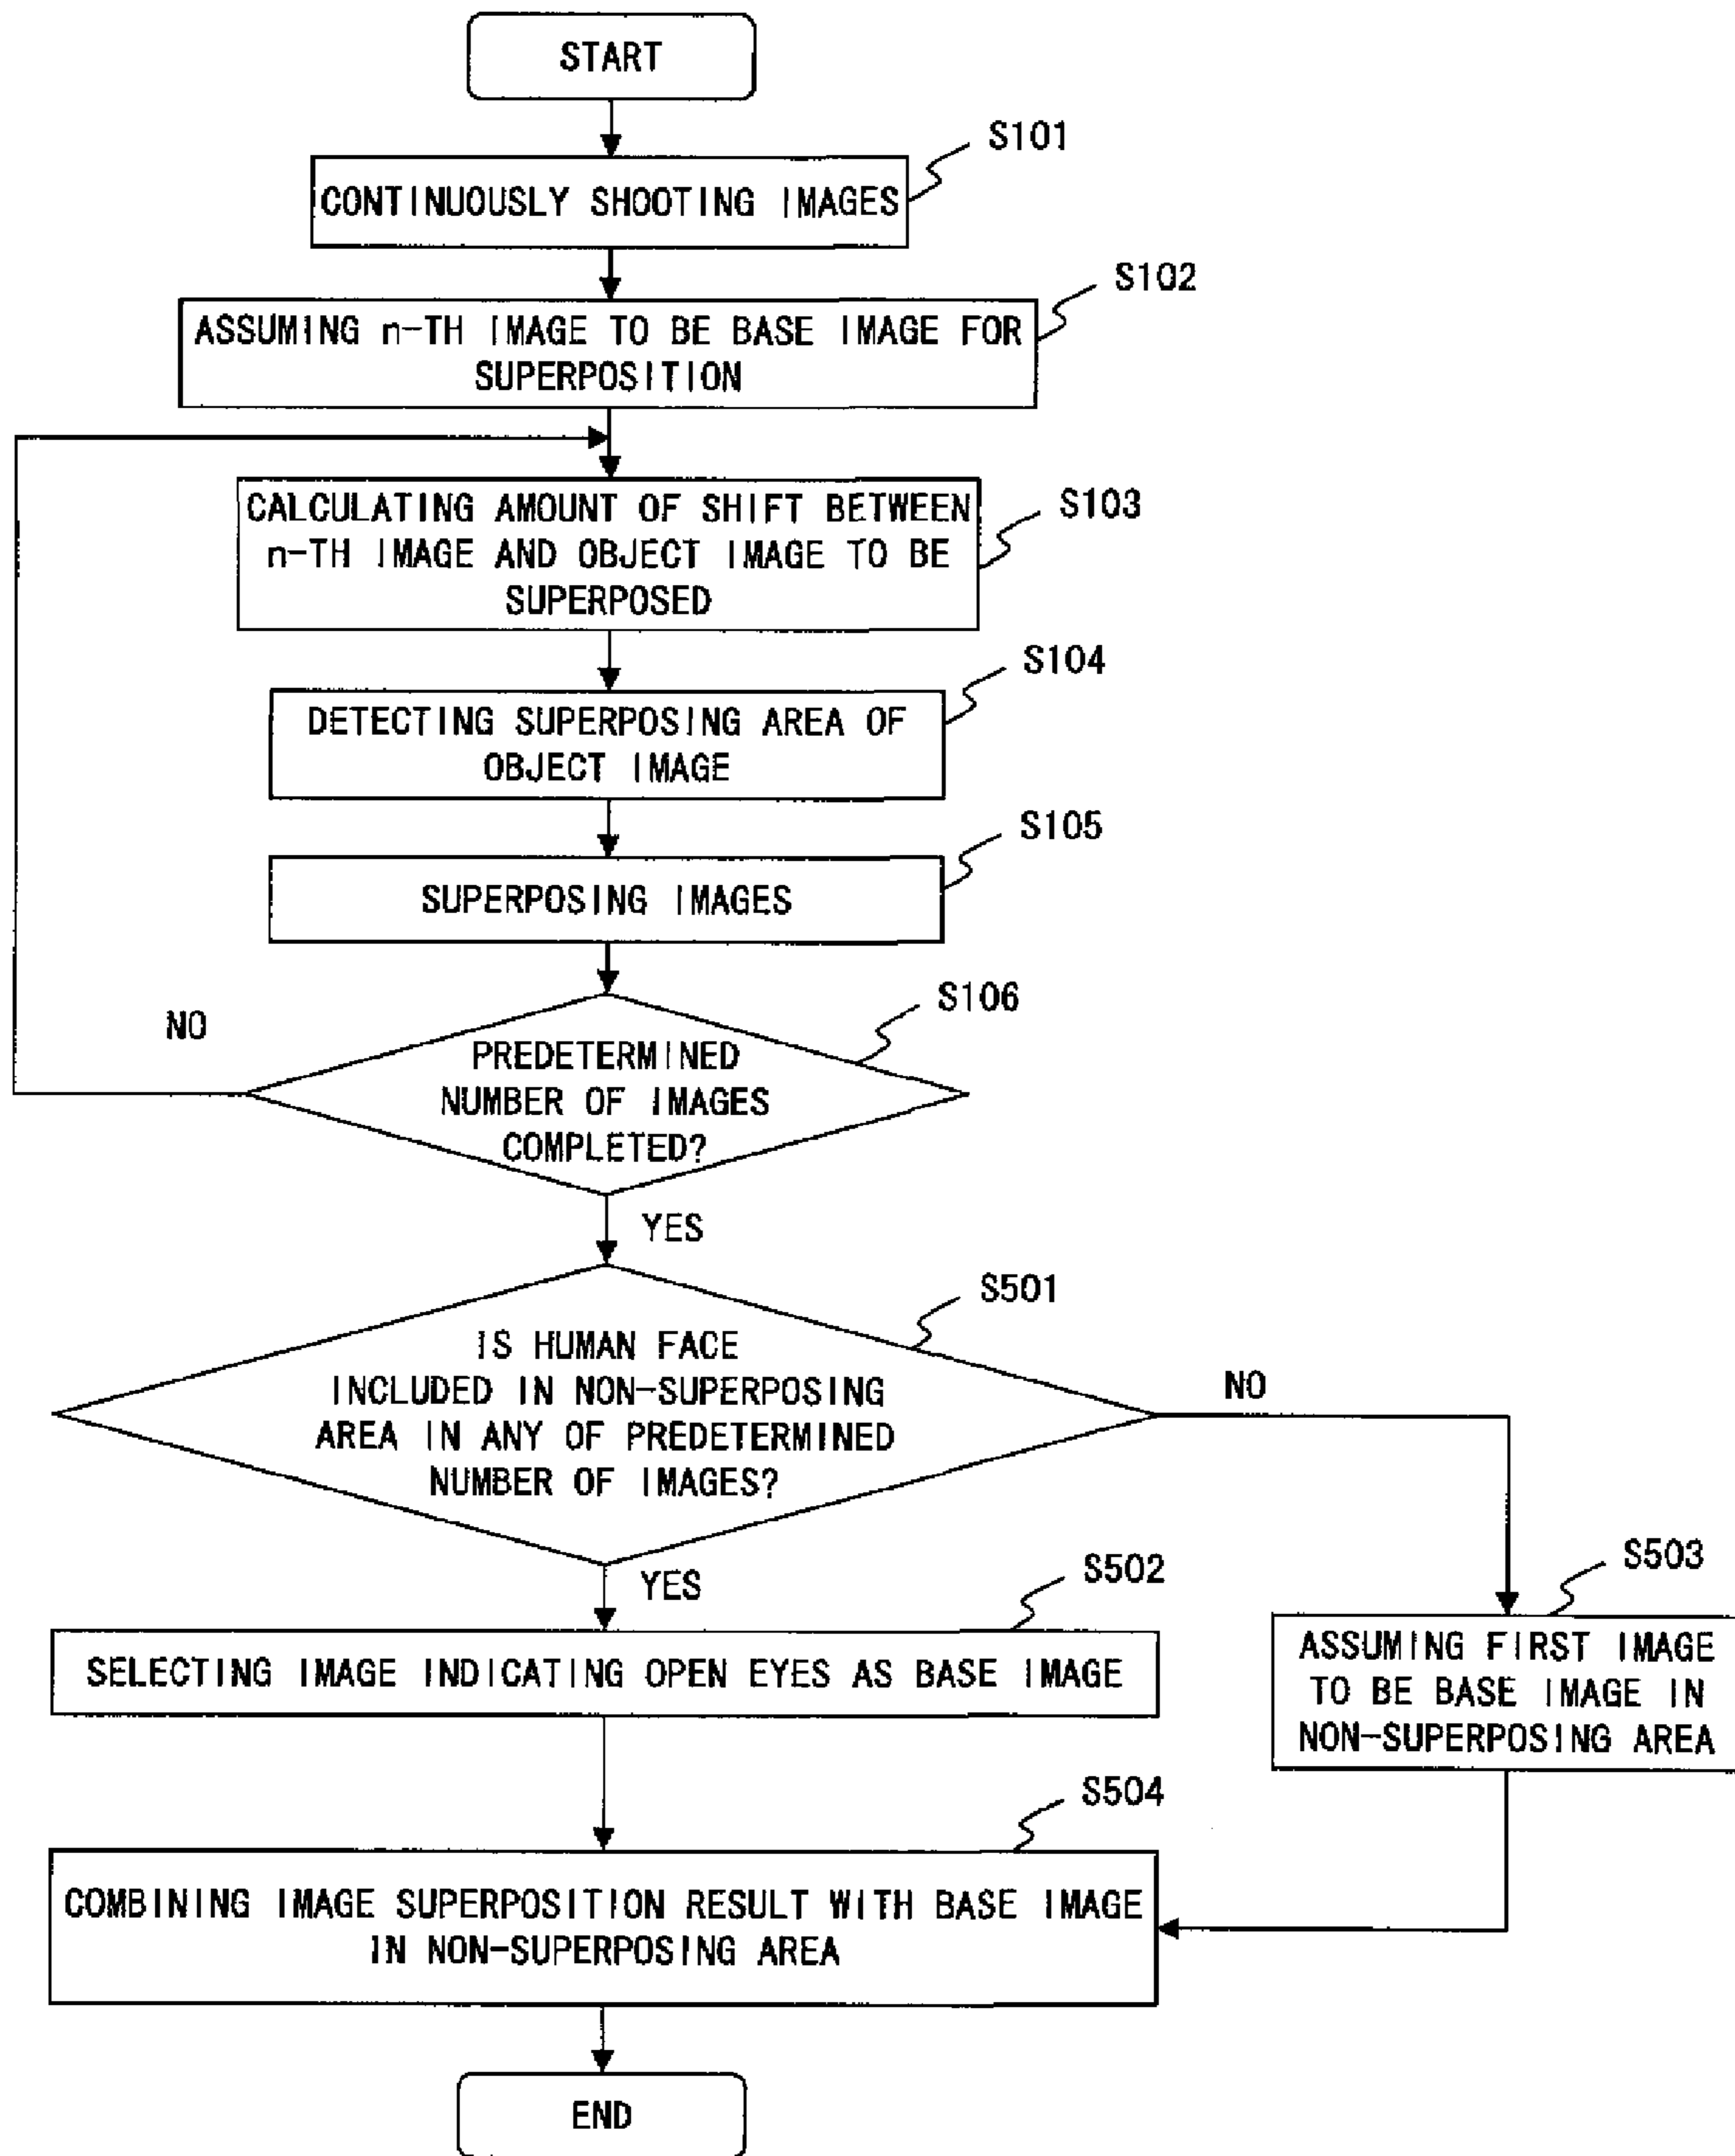 START
S101
CONTINUOUSLY SHOOTING IMAGES
S102
ASSUMING n-TH IMAGE TO BE BASE IMAGE FOR
SUPERPOSITION
CALCULATING AMOUNT OF SHIFT BETWEEN
n-TH IMAGE AND OBJECT IMAGE TO BE
SUPERPOSED
S103
S104
DETECTING SUPERPOSING AREA OF
OBJECT IMAGE
S105
SUPERPOSING IMAGES
S106
NO
PREDETERMINED
NUMBER OF IMAGES
COMPLETED?
YES
S501
IS HUMAN FACE
INCLUDED IN NON-SUPERPOSING
AREA IN ANY OF PREDETERMINED
NUMBER OF IMAGES?
NO
YES
S502
SELECTING IMAGE INDICATING OPEN EYES AS BASE IMAGE
S503
ASSUMING FIRST IMAGE
TO BE BASE IMAGE IN
NON-SUPERPOSING AREA
S504
COMBINING IMAGE SUPERPOSITION RESULT WITH BASE IMAGE
IN NON-SUPERPOSING AREA
END